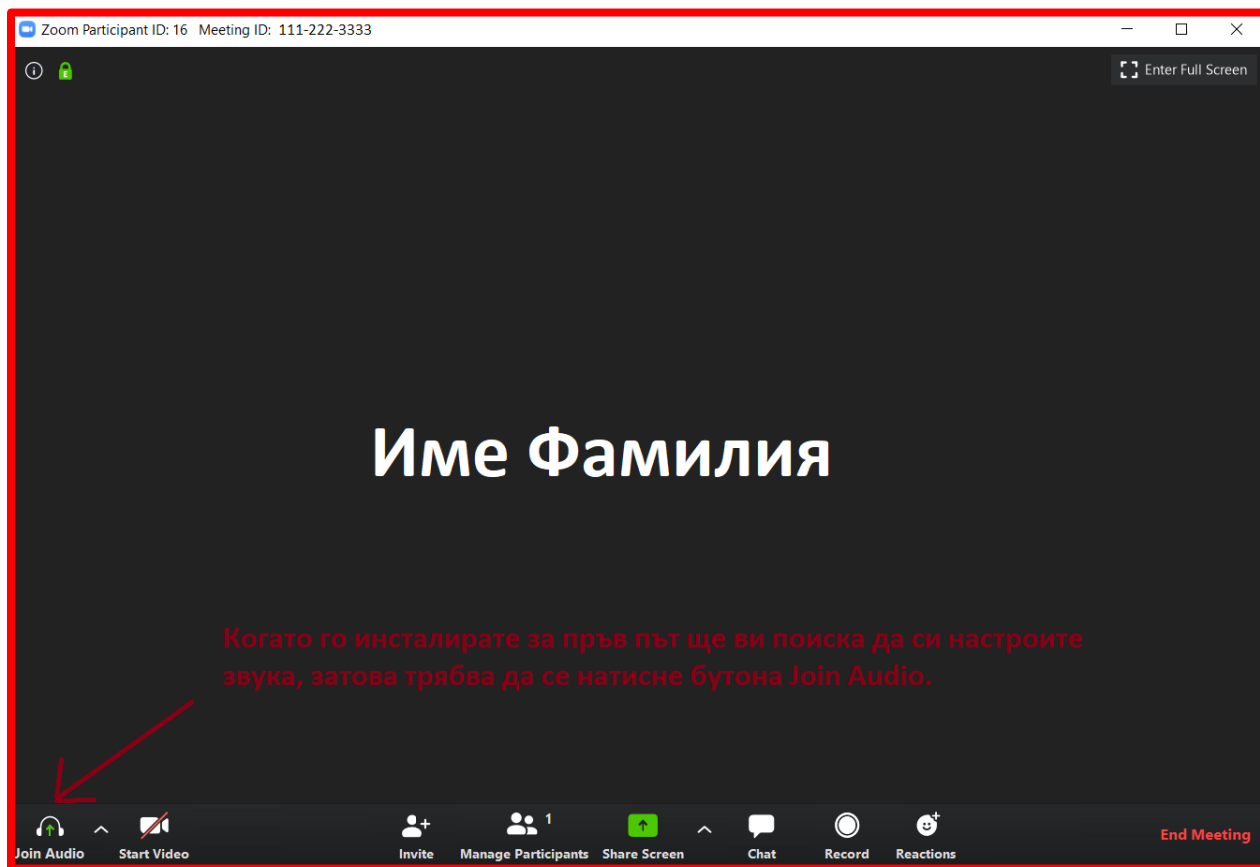 Zoom Participant ID: 16 Meeting ID: 111-222-3333
Enter Full Screen
Име Фамилия
Когато го инсталирате за пръв път ще ви поиска да си настроите
звука, затова трябва да се натисне бутона Join Audio.
1
Join Audio Start Video Invite Manage Participants Share Screen Chat Record Reactions End Meeting